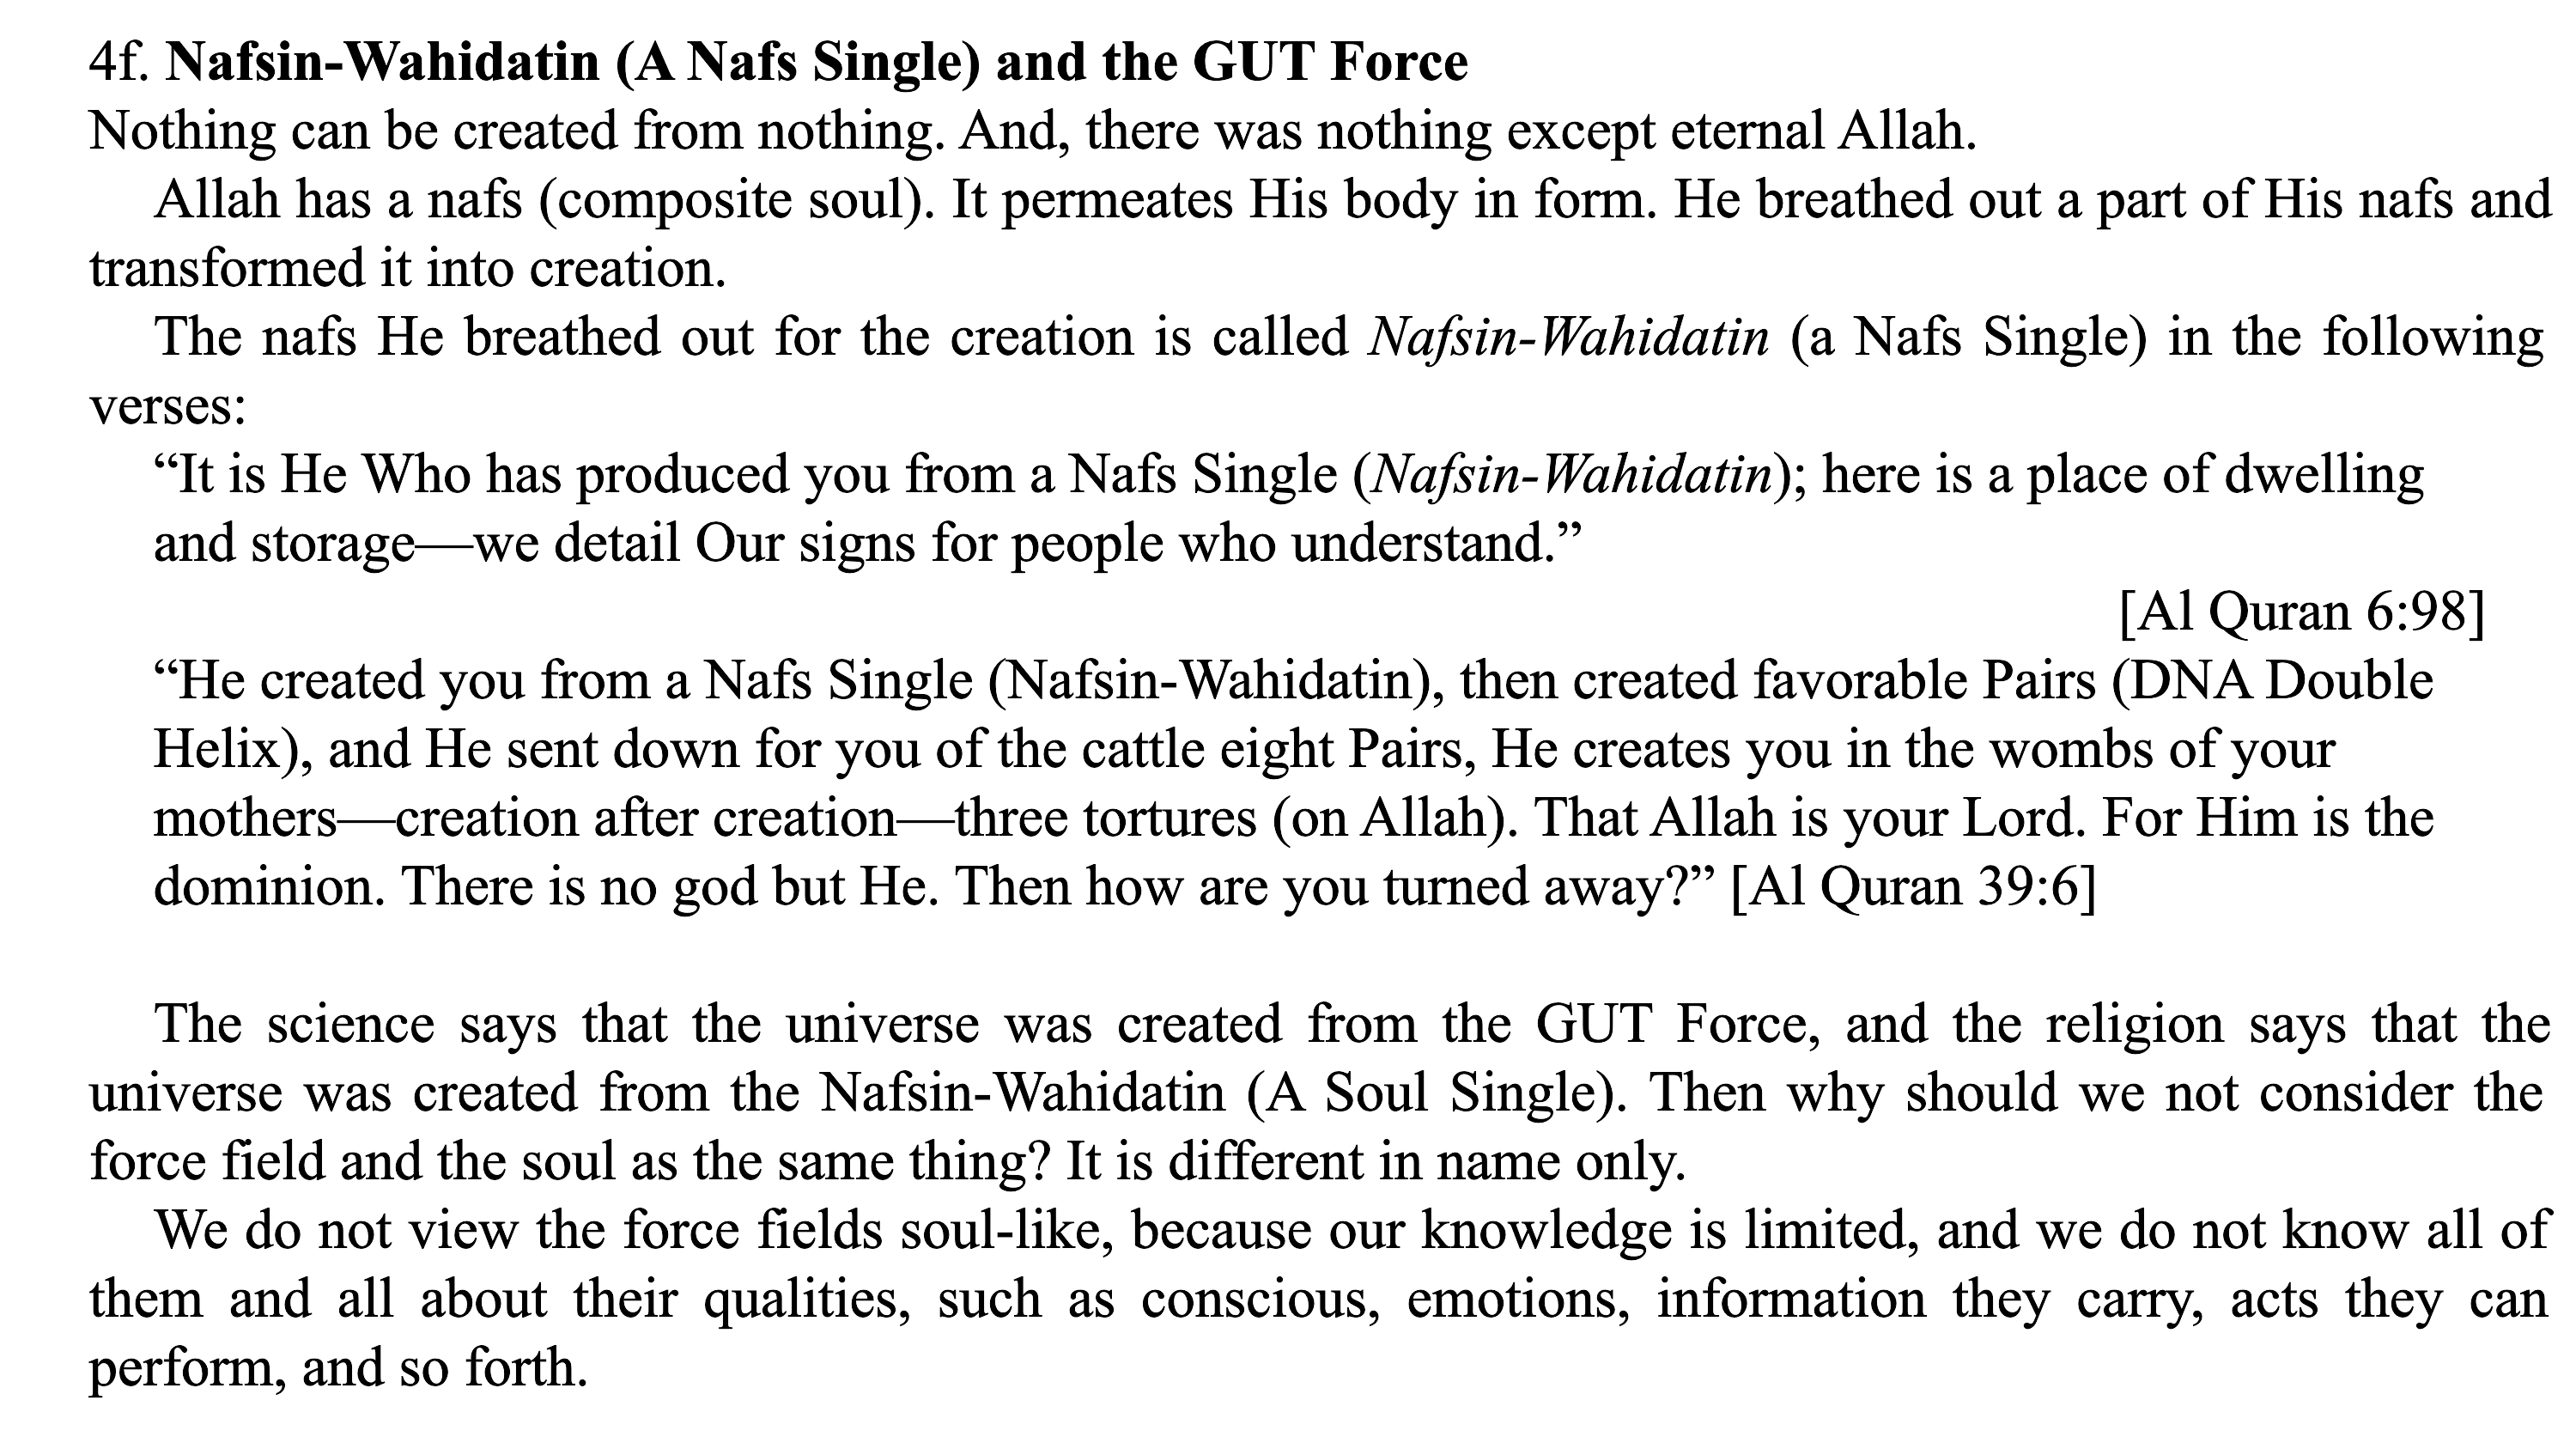 4f. Nafsin-Wahidatin (A Nafs Single) and the GUT Force
Nothing can be created from nothing. And, there was nothing except eternal Allah.
Allah has a nafs (composite soul). It permeates His body in form. He breathed out a part of His nafs and
transformed it into creation.
The nafs He breathed out for the creation is called Nafsin-Wahidatin (a Nafs Single) in the following
verses:
“It is He Who has produced you from a Nafs Single (Nafsin-Wahidatin); here is a place of dwelling
and storage—we detail Our signs for people who understand.”
[Al Quran 6:98]
“He created you from a Nafs Single (Nafsin-Wahidatin), then created favorable Pairs (DNA Double
Helix), and He sent down for you of the cattle eight Pairs, He creates you in the wombs of your
mothers—creation after creation—three tortures (on Allah). That Allah is your Lord. For Him is the
dominion. There is no god but He. Then how are you turned away?” [Al Quran 39:6]
The science says that the universe was created from the GUT Force, and the religion says that the
universe was created from the Nafsin-Wahidatin (A Soul Single). Then why should we not consider the
force field and the soul as the same thing? It is different in name only.
We do not view the force fields soul-like, because our knowledge is limited, and we do not know all of
them and all about their qualities, such as conscious, emotions, information they carry, acts they can
perform, and so forth.